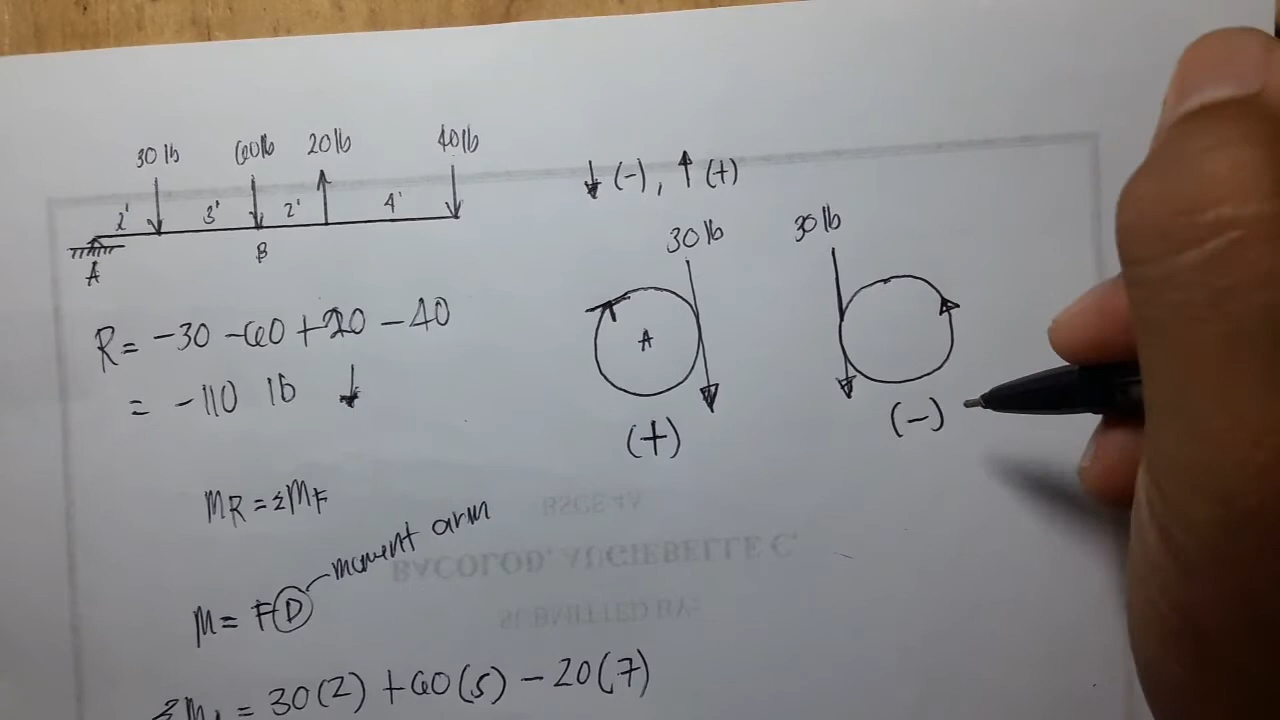 30 lb 60 lb 20 lb 40 lb
2' 3' 2' 4'
A B
↓ (-), ↑ (+)
30 lb 30 lb
A
(+) (-)
R = -30 -60 +20 -40
= -110 lb ↓
MR = ΣMF
M = FD moment arm
= 30(2) + 60(5) - 20(7)